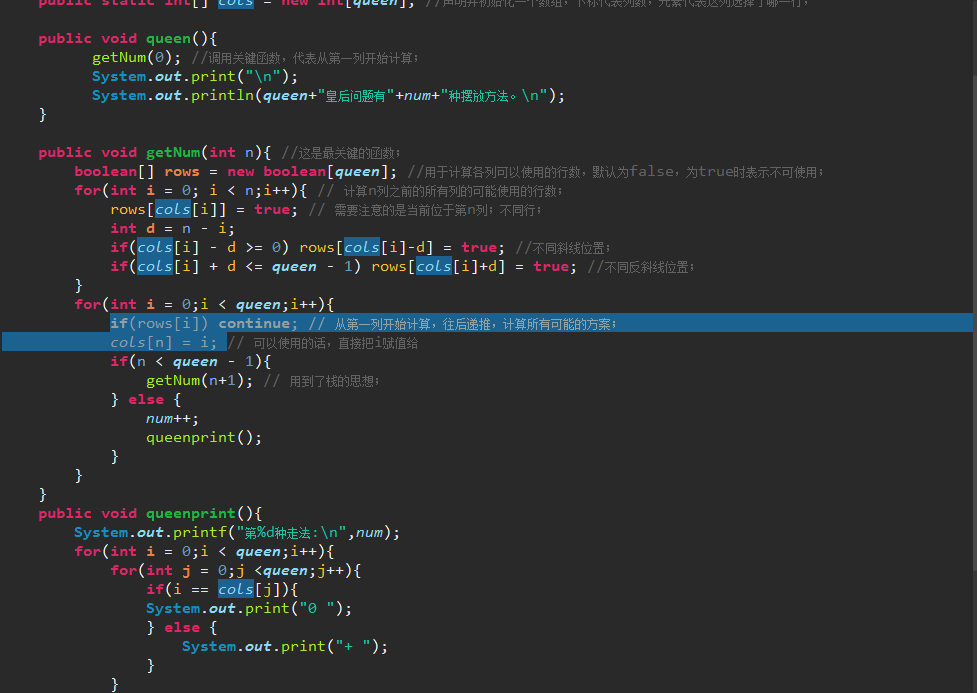 public static int[] cols = new int[queen]; //声明并初始化一个数组，下标代表列数，元素代表这列选择了哪一行；
public void queen(){
getNum(0); //调用关键函数，代表从第一列开始计算；
System.out.print("\n");
System.out.println(queen+"皇后问题有"+num+"种摆放方法。\n");
}
public void getNum(int n){ //这是最关键的函数；
boolean[] rows = new boolean[queen]; //用于计算各列可以使用的行数，默认为false，为true时表示不可使用；
for(int i = 0; i < n;i++){ // 计算n列之前的所有列的可能使用的行数；
rows[cols[i]] = true; // 需要注意的是当前位于第n列；不同行；
int d = n - i;
if(cols[i] - d >= 0) rows[cols[i]-d] = true; //不同斜线位置；
if(cols[i] + d <= queen - 1) rows[cols[i]+d] = true; //不同反斜线位置；
}
for(int i = 0;i < queen;i++){
if(rows[i]) continue; // 从第一列开始计算，往后递推，计算所有可能的方案；
cols[n] = i; // 可以使用的话，直接把i赋值给
if(n < queen - 1){
getNum(n+1); // 用到了栈的思想；
} else {
num++;
queenprint();
}
}
}
public void queenprint(){
System.out.printf("第%d种走法:\n",num);
for(int i = 0;i < queen;i++){
for(int j = 0;j <queen;j++){
if(i == cols[j]){
System.out.print("0 ");
} else {
System.out.print("+ ");
}
}